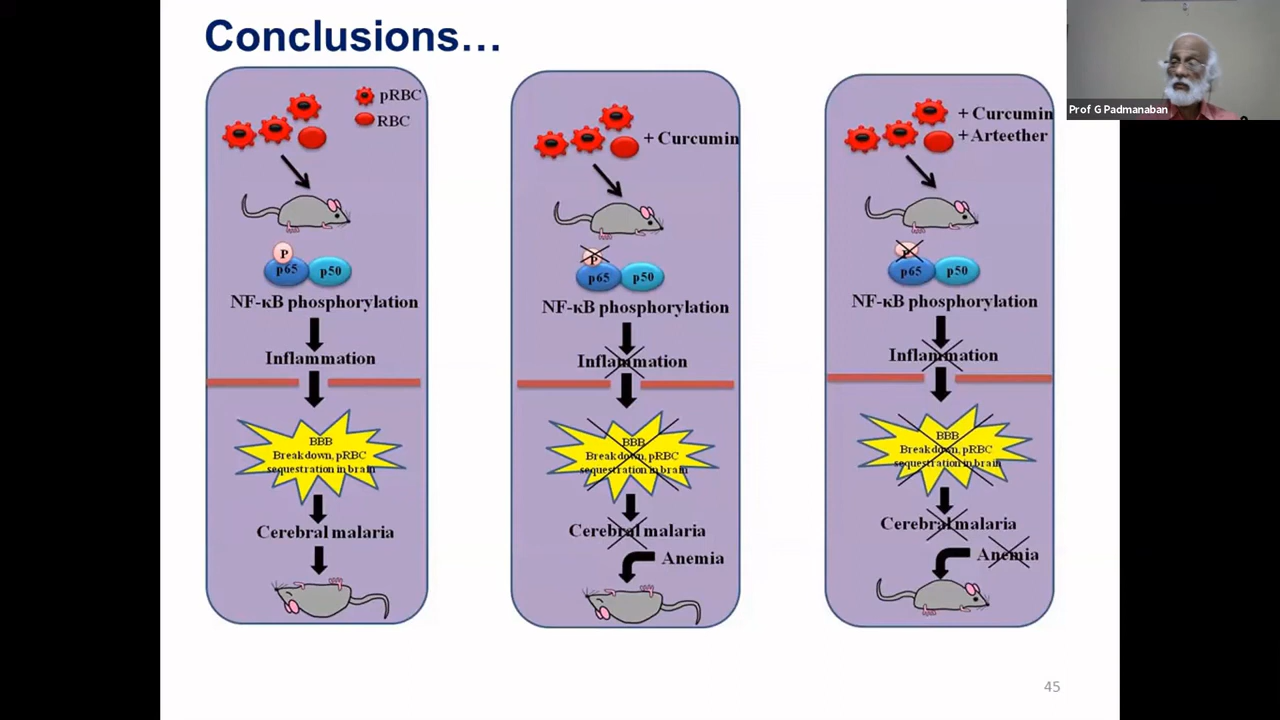 Conclusions...
Prof G Padmanaban
pRBC
RBC
P
p65 p50
NF-κB phosphorylation
Inflammation
BBB
Breakdown, pRBC
sequestration in brain
Cerebral malaria
+ Curcumin
P
p65 p50
NF-κB phosphorylation
Inflammation
BBB
Breakdown, pRBC
sequestration in brain
Cerebral malaria
Anemia
+ Curcumin
+ Arteether
P
p65 p50
NF-κB phosphorylation
Inflammation
BBB
Breakdown, pRBC
sequestration in brain
Cerebral malaria
Anemia
45